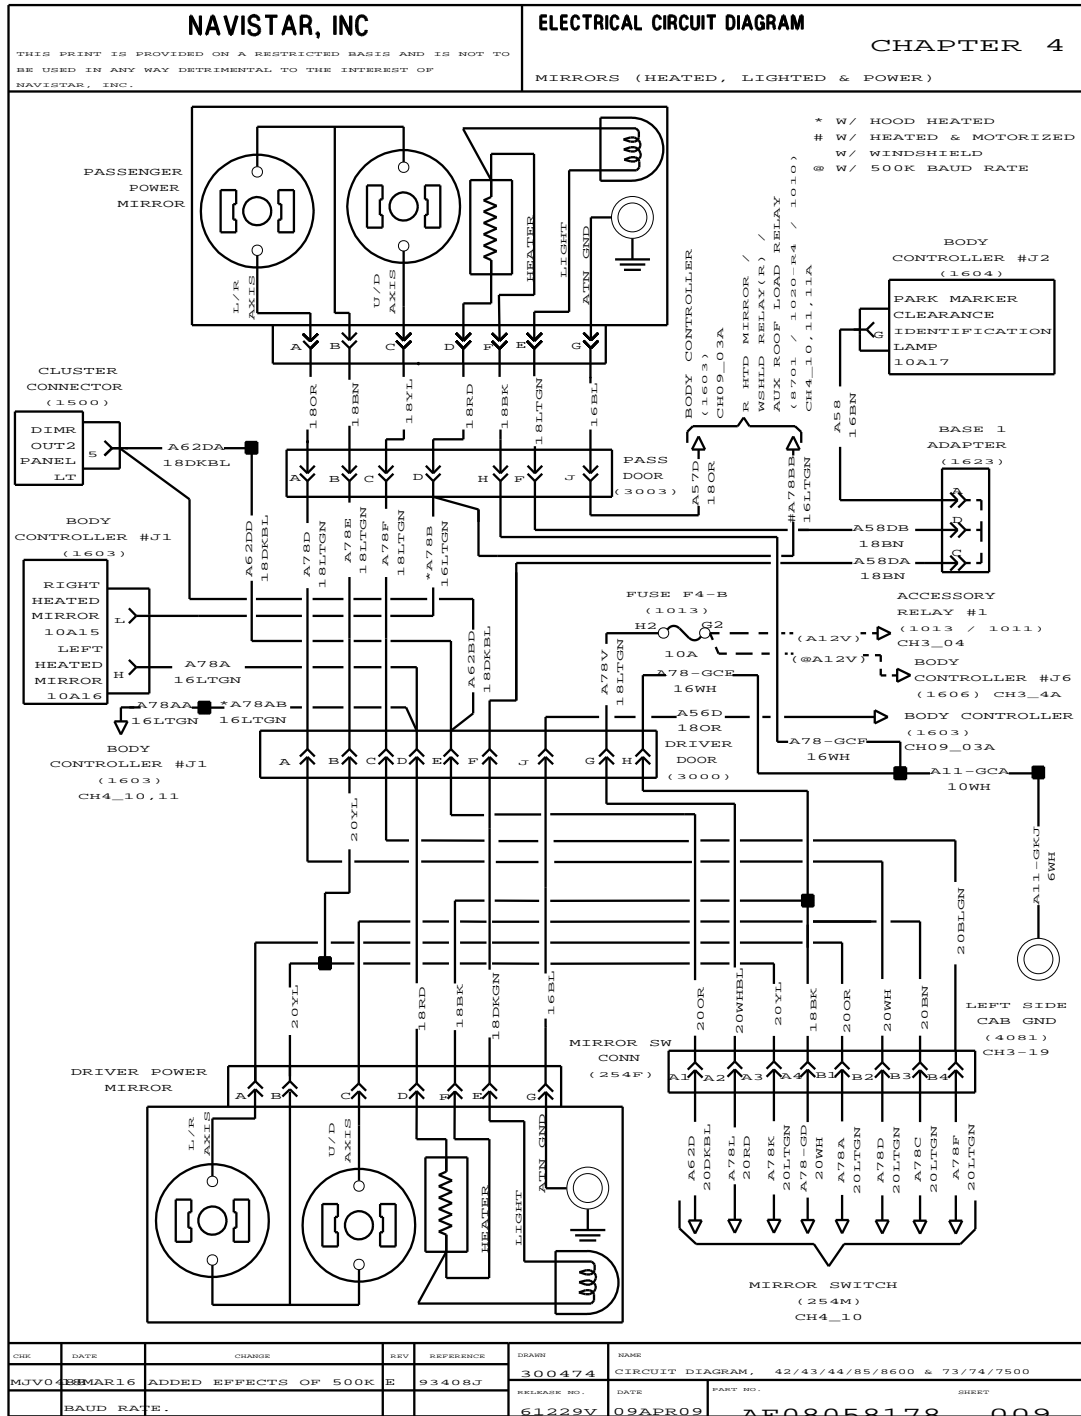 NAVISTAR, INC
THIS PRINT IS PROVIDED ON A RESTRICTED BASIS AND IS NOT TO
BE USED IN ANY WAY DETRIMENTAL TO THE INTEREST OF
NAVISTAR, INC.
ELECTRICAL CIRCUIT DIAGRAM
CHAPTER 4
MIRRORS (HEATED, LIGHTED & POWER)
* W/ HOOD HEATED
# W/ HEATED & MOTORIZED
W/ WINDSHIELD
@ W/ 500K BAUD RATE
PASSENGER
POWER
MIRROR
L/R
AXIS
U/D
AXIS
HEATER
LIGHT
ATN GND
A B C D F E G
18OR
18BN
18YL
18RD
18BK
18LTGN
16BL
BODY CONTROLLER
(1603)
CH09_03A
R HTD MIRROR /
WSHLD RELAY(R) /
AUX ROOF LOAD RELAY
(8701 / 1020-R4 / 1010)
CH4_10,11,11A
BODY
CONTROLLER #J2
(1604)
PARK MARKER
CLEARANCE
IDENTIFICATION
LAMP
10A17
G
A58
16BN
CLUSTER
CONNECTOR
(1500)
DIMR
OUT2
PANEL
LT
5
A62DA
18DKBL
PASS
DOOR
(3003)
A B C D H F J
A57D
18OR
#A78BB
16LTGN
BASE 1
ADAPTER
(1623)
A
D
C
A58DB
18BN
A58DA
18BN
BODY
CONTROLLER #J1
(1603)
RIGHT
HEATED
MIRROR
10A15
LEFT
HEATED
MIRROR
10A16
L
H
A62DD
18DKBL
A78D
18LTGN
A78E
18LTGN
A78F
18LTGN
*A78B
16LTGN
A78A
16LTGN
A78AA
16LTGN
*A78AB
16LTGN
A62BD
18DKBL
BODY
CONTROLLER #J1
(1603)
CH4_10,11
FUSE F4-B
(1013)
H2 G2
10A
A78V
18LTGN
A78-GCE
16WH
A56D
18OR
DRIVER
DOOR
(3000)
A B C D E F J G H
ACCESSORY
RELAY #1
(1013 / 1011)
CH3_04
(A12V)
(@A12V)
BODY
CONTROLLER #J6
(1606) CH3_4A
BODY CONTROLLER
(1603)
CH09_03A
A78-GCF
16WH
A11-GCA
10WH
A11-GKJ
6WH
20YL
20BLGN
20YL
18RD
18BK
18DKGN
16BL
20OR
20WHBL
20YL
18BK
20OR
20WH
20BN
LEFT SIDE
CAB GND
(4081)
CH3-19
MIRROR SW
CONN
(254F)
A1 A2 A3 A4 B1 B2 B3 B4
DRIVER POWER
MIRROR
A B C D F E G
L/R
AXIS
U/D
AXIS
HEATER
LIGHT
ATN GND
A62D
20DKBL
A78L
20RD
A78K
20LTGN
A78-GD
20WH
A78A
20LTGN
A78D
20LTGN
A78C
20LTGN
A78F
20LTGN
MIRROR SWITCH
(254M)
CH4_10
CHK DATE CHANGE REV REFERENCE
ADDED EFFECTS OF 500K E 93408J
BAUD RATE.
DRAWN
300474
NAME
CIRCUIT DIAGRAM, 42/43/44/85/8600 & 73/74/7500
RELEASE NO.
61229V
DATE
09APR09
PART NO.
AF08058178
SHEET
009